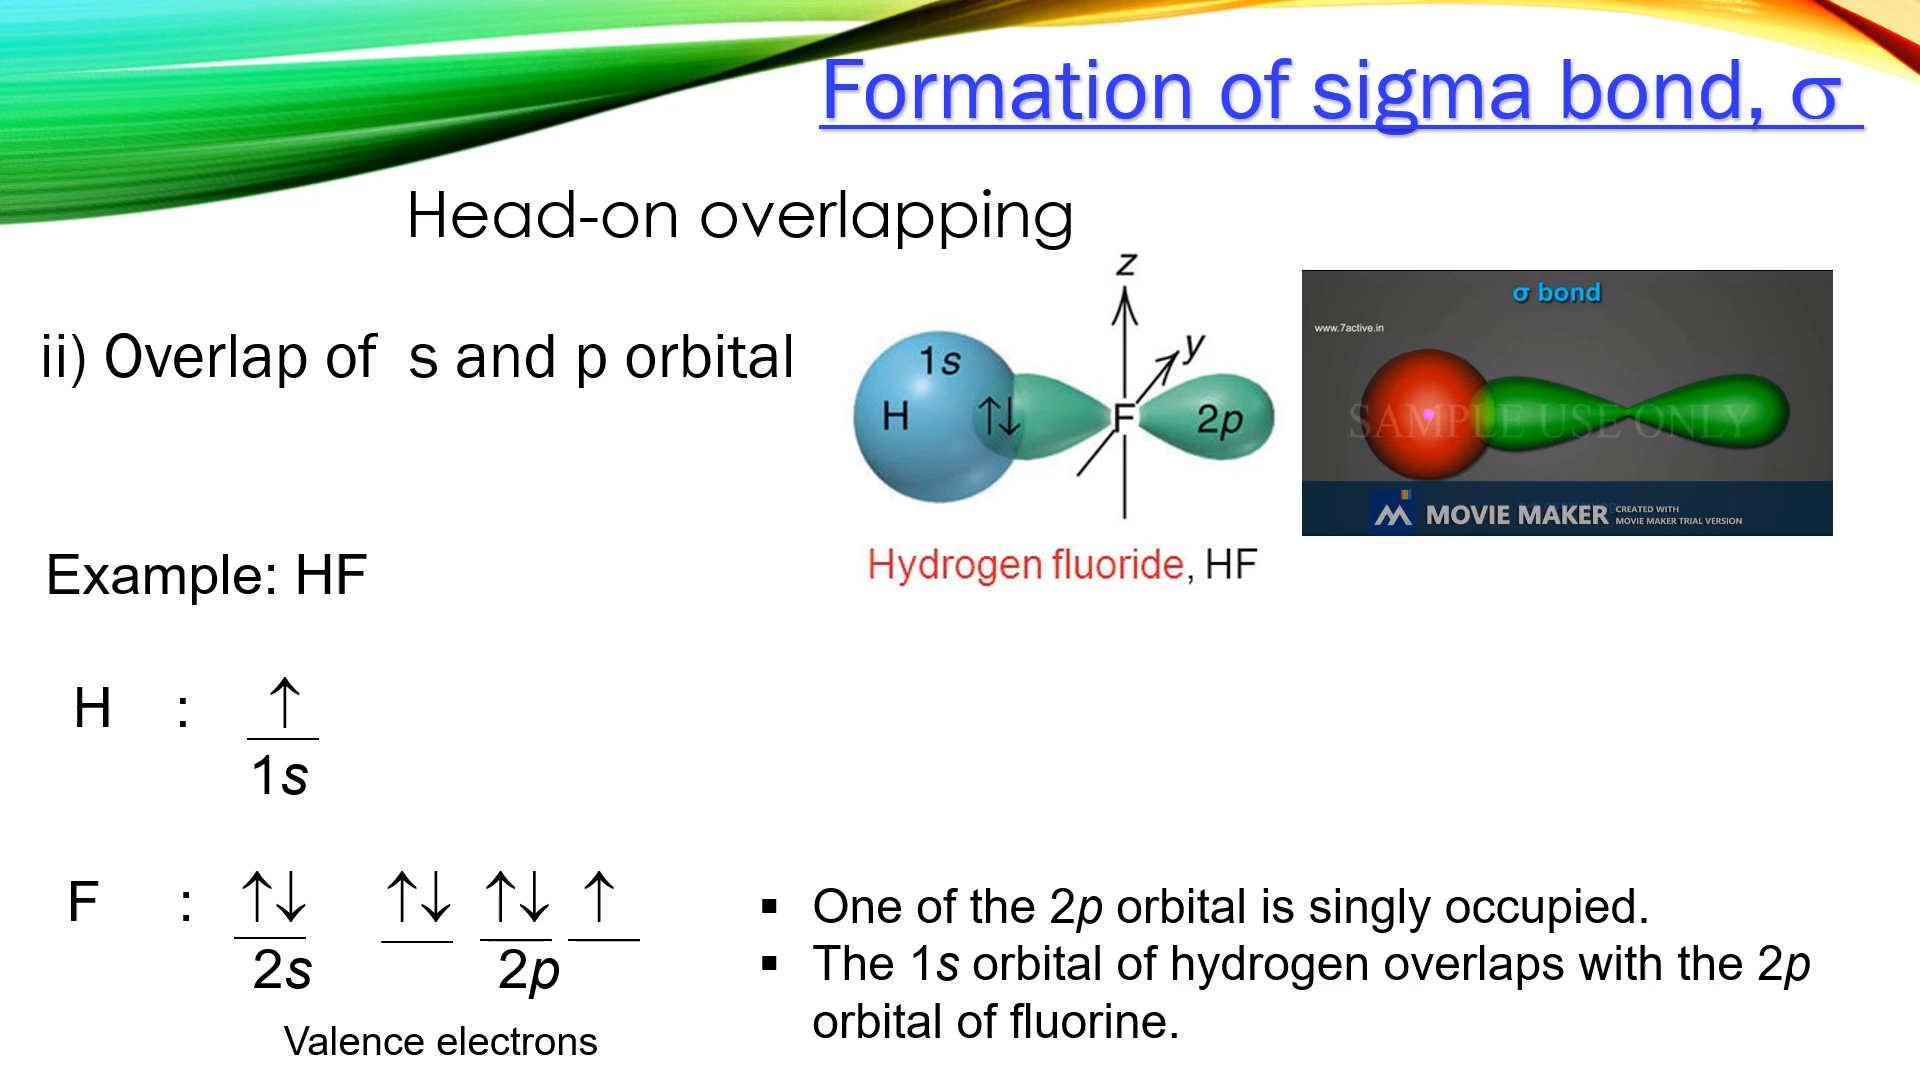 Formation of sigma bond, σ
Head-on overlapping
ii) Overlap of s and p orbital
z
y
1s
H
↑↓
F
2p
Hydrogen fluoride, HF
σ bond
www.7active.in
SAMPLE USE ONLY
MOVIE MAKER
CREATED WITH
MOVIE MAKER TRIAL VERSION
Example: HF
H : ↑
1s
F : ↑↓ ↑↓ ↑↓ ↑
2s 2p
Valence electrons
▪ One of the 2p orbital is singly occupied.
▪ The 1s orbital of hydrogen overlaps with the 2p
orbital of fluorine.